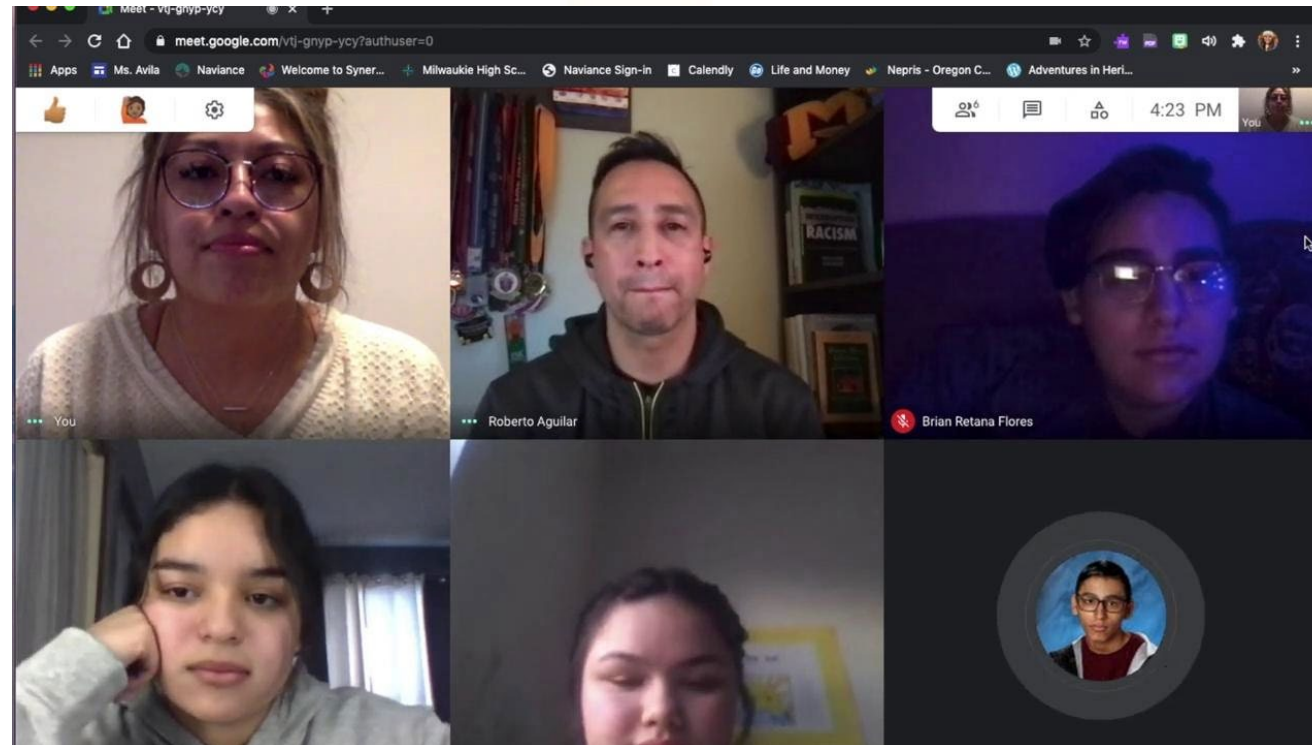 Meet - vtj-gnyp-ycy
meet.google.com/vtj-gnyp-ycy?authuser=0
Apps Ms. Avila Naviance Welcome to Syner... Milwaukie High Sc... Naviance Sign-in Calendly Life and Money Nepris - Oregon C... Adventures in Heri... »
6 4:23 PM
You
RACISM
You Roberto Aguilar Brian Retana Flores